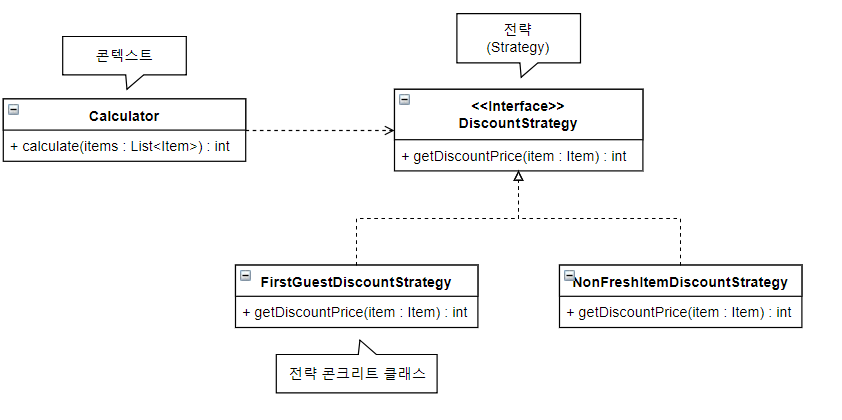 전략
(Strategy)
콘텍스트
Calculator
+ calculate(items : List<Item>) : int
<<Interface>>
DiscountStrategy
+ getDiscountPrice(item : Item) : int
FirstGuestDiscountStrategy
+ getDiscountPrice(item : Item) : int
NonFreshItemDiscountStrategy
+ getDiscountPrice(item : Item) : int
전략 콘크리트 클래스